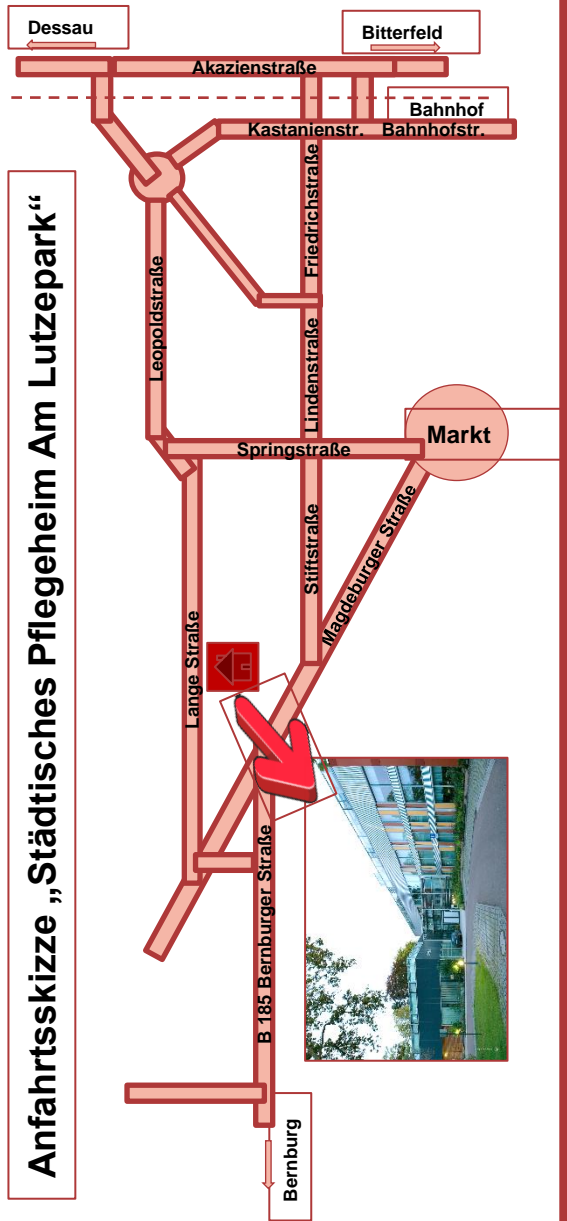 Anfahrtsskizze „Städtisches Pflegeheim Am Lutzepark“
Dessau
Bitterfeld
Akazienstraße
Bahnhof
Kastanienstr. Bahnhofstr.
Friedrichstraße
Leopoldstraße
Lindenstraße
Springstraße
Markt
Stiftstraße
Magdeburger Straße
Lange Straße
B 185 Bernburger Straße
Bernburg